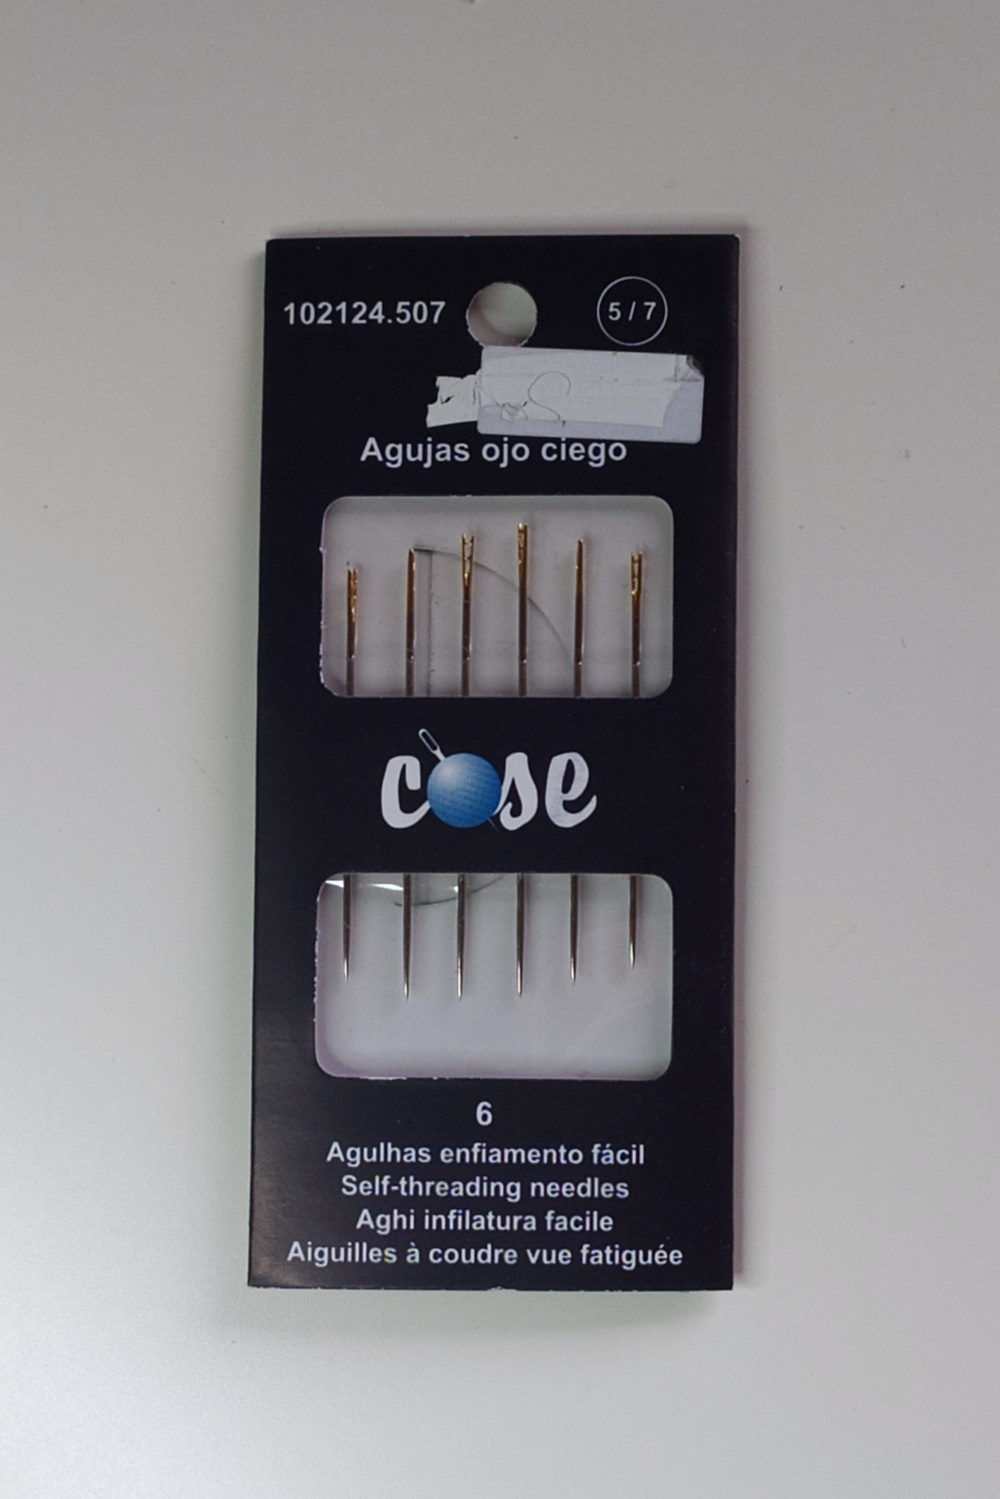 102124.507
5 / 7
Agujas ojo ciego
cose
6
Agulhas enfiamento fácil
Self-threading needles
Aghi infilatura facile
Aiguilles à coudre vue fatiguée